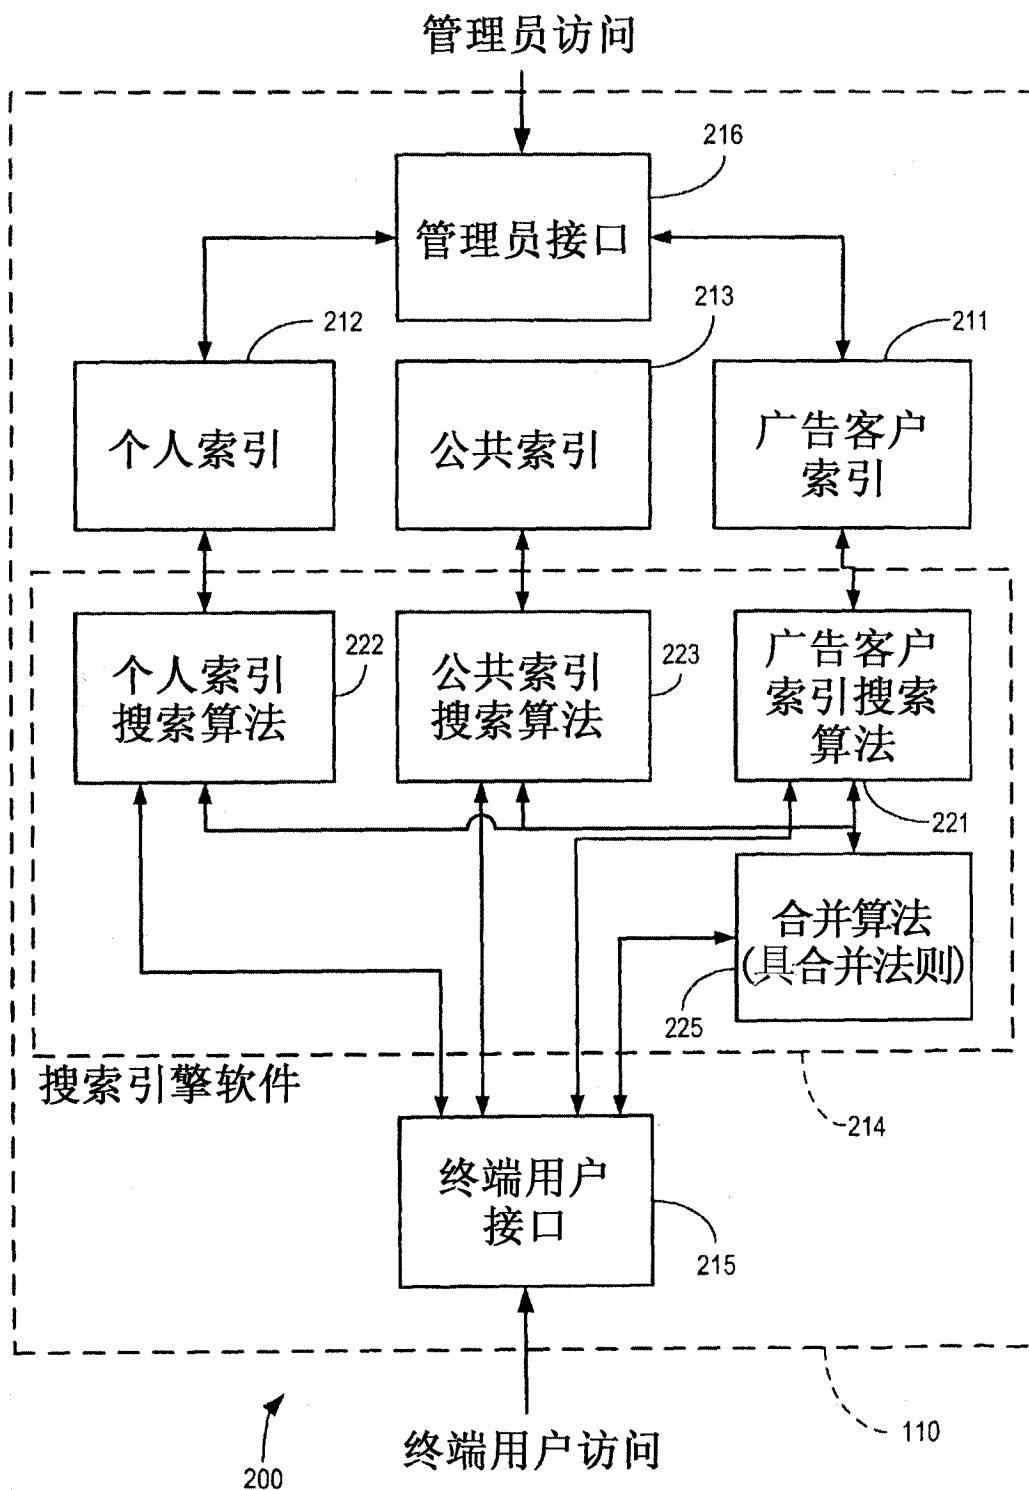 管理员访问
216
管理员接口
213
212
211
个人索引
公共索引
广告客户
索引
个人索引
搜索算法
222
公共索引
搜索算法
223
广告客户
索引搜索
算法
221
合并算法
(具合并法则)
225
搜索引擎软件
214
终端用户
接口
215
110
终端用户访问
200